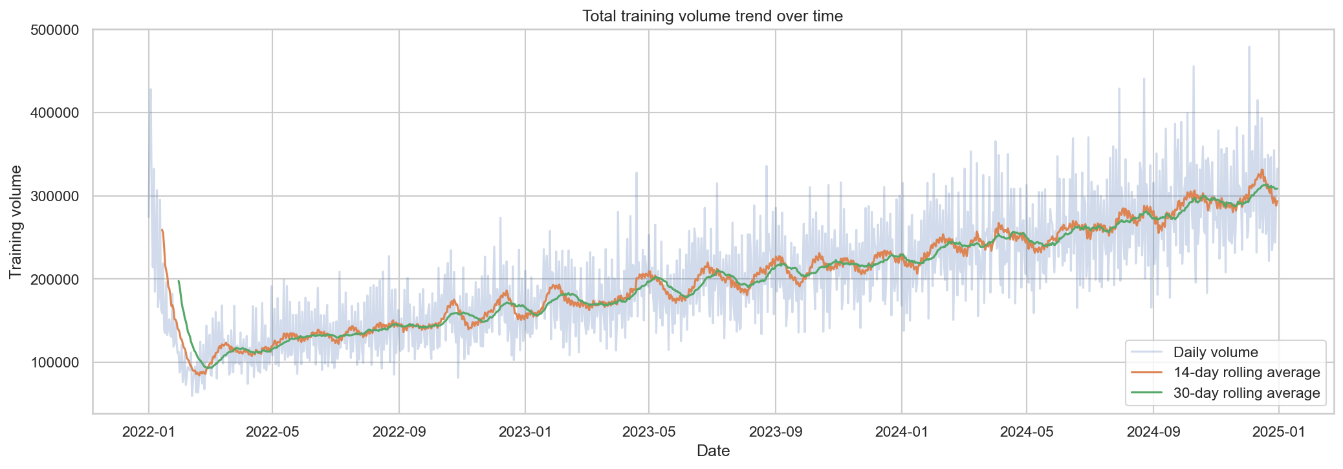 Total training volume trend over time
Training volume
500000
400000
300000
200000
100000
2022-01 2022-05 2022-09 2023-01 2023-05 2023-09 2024-01 2024-05 2024-09 2025-01
Date
Daily volume
14-day rolling average
30-day rolling average